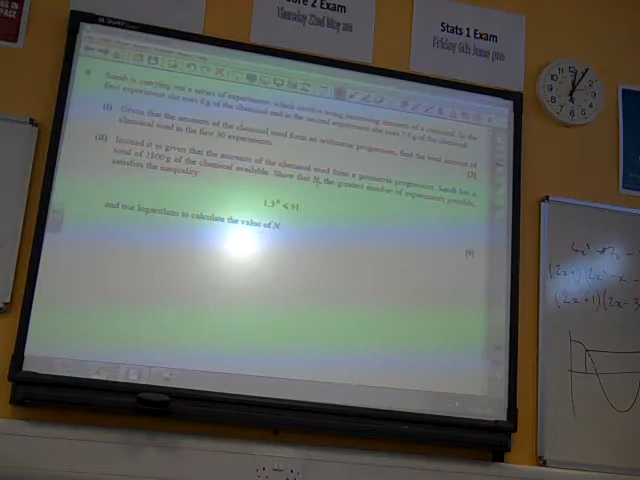 Core 2 Exam
Thursday 22nd May am
Stats 1 Exam
Friday 6th June pm
Sarah is carrying out a series of experiments which involve using increasing amounts of a chemical. In the
first experiment she uses 6 g of the chemical and in the second experiment she uses 7.8 g of the chemical.
(i) Given that the amounts of the chemical used form an arithmetic progression, find the total amount of
chemical used in the first 30 experiments. [3]
(ii) Instead it is given that the amounts of the chemical used form a geometric progression. Sarah has a
total of 1800 g of the chemical available. Show that N, the greatest number of experiments possible,
satisfies the inequality
1.3ᴺ ⩽ 91
and use logarithms to calculate the value of N.
(2x+1)(2x-3